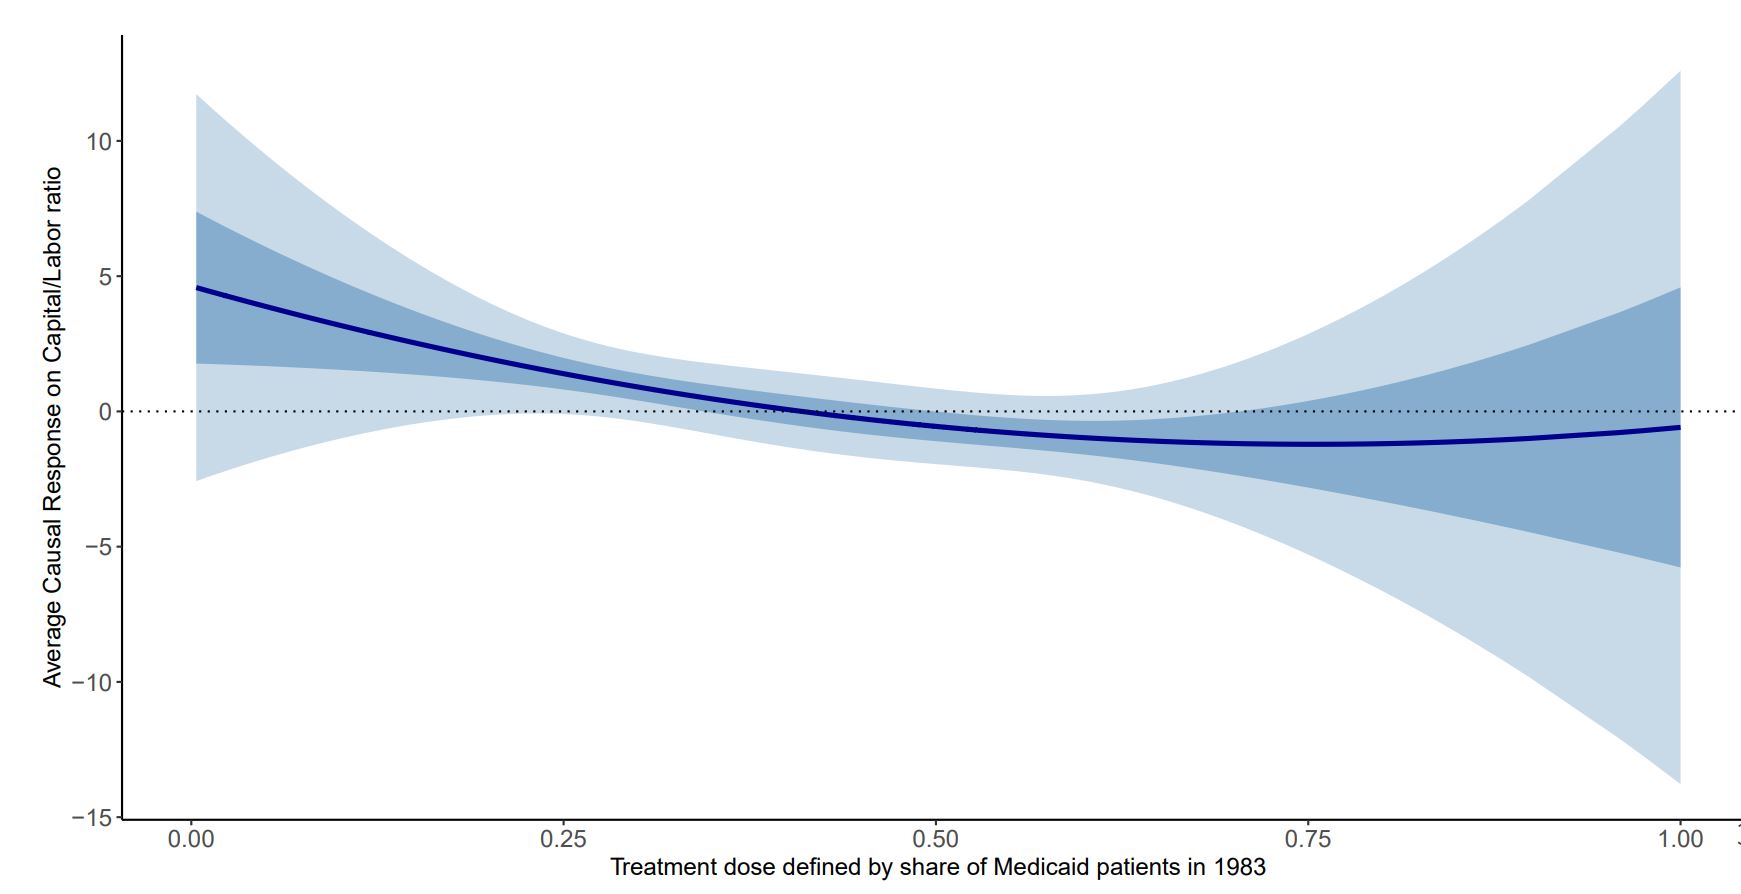 Average Causal Response on Capital/Labor ratio
10
5
0
−5
−10
−15
0.00 0.25 0.50 0.75 1.00
Treatment dose defined by share of Medicaid patients in 1983